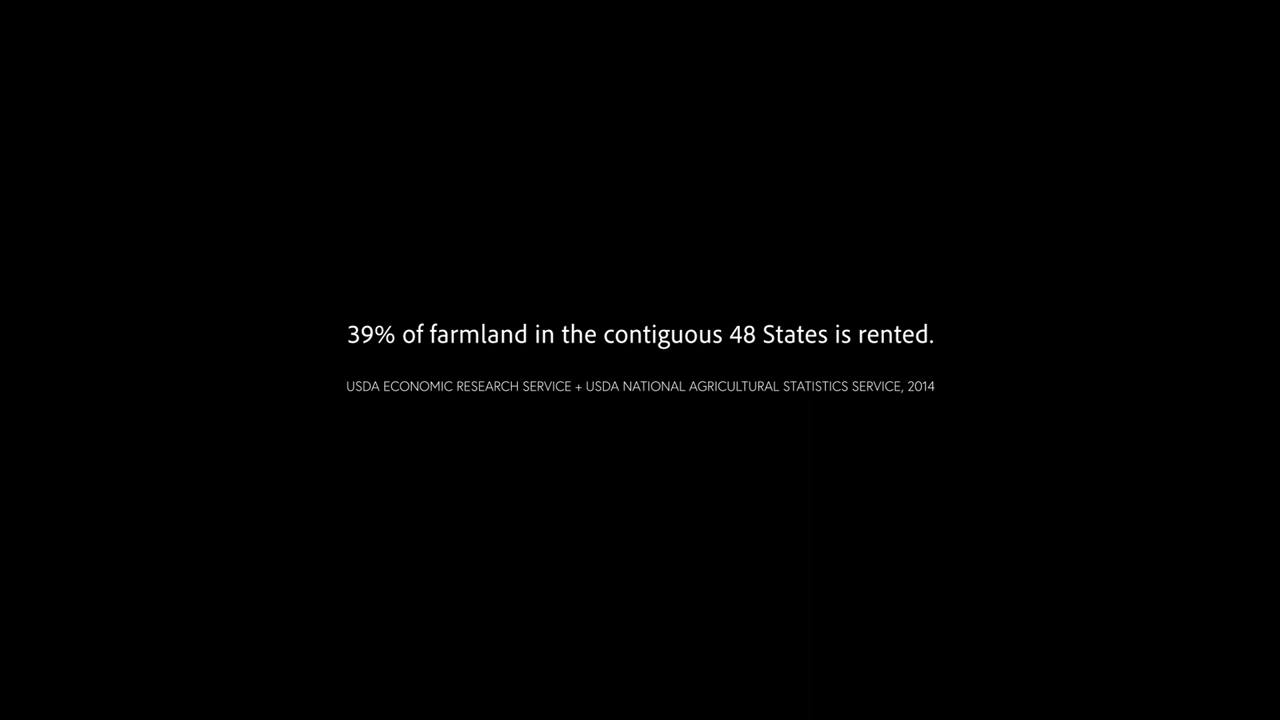 39% of farmland in the contiguous 48 States is rented.
USDA ECONOMIC RESEARCH SERVICE + USDA NATIONAL AGRICULTURAL STATISTICS SERVICE, 2014